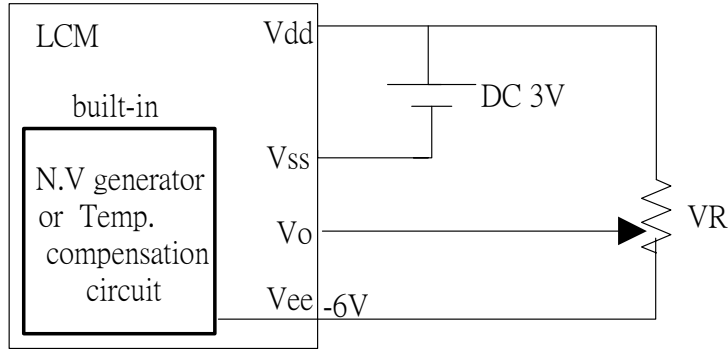 LCM
Vdd
DC 3V
built-in
Vss
N.V generator
or Temp.
compensation
circuit
Vo
VR
Vee -6V